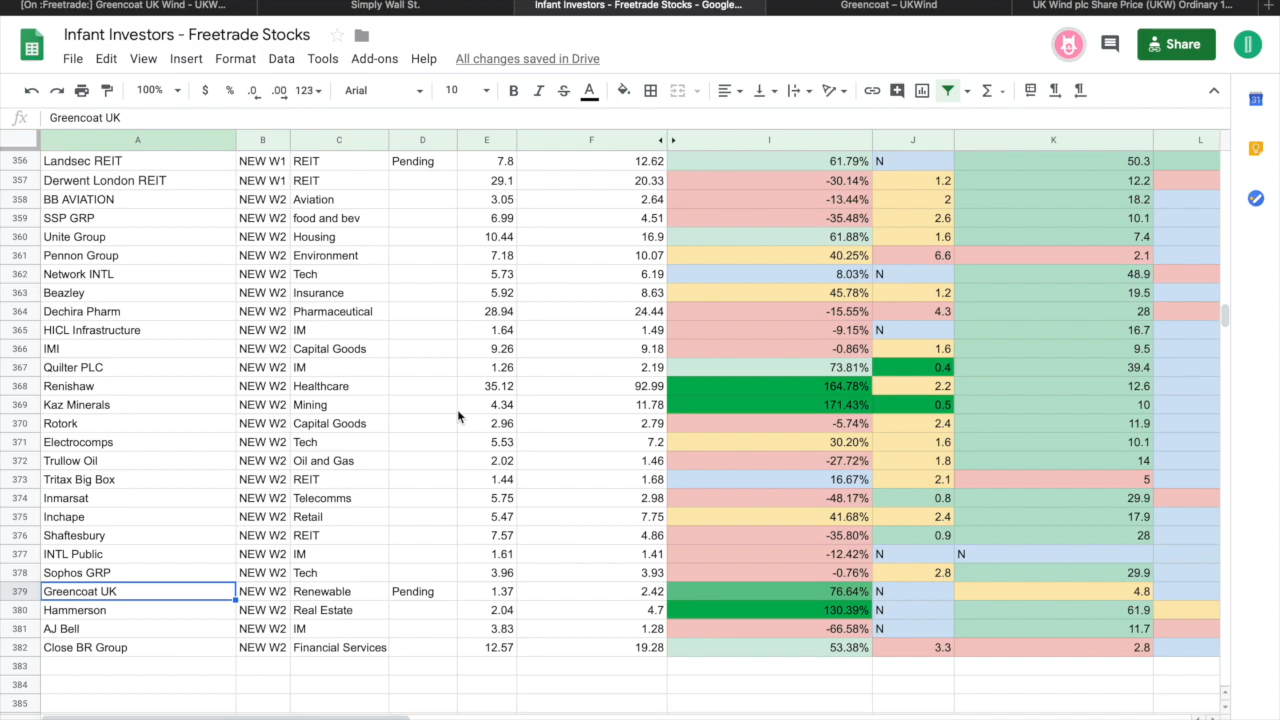 [On :Freetrade:] Greencoat UK Wind - UKW... Simply Wall St. Infant Investors - Freetrade Stocks - Google... Greencoat – UKWind UK Wind plc Share Price (UKW) Ordinary 1...
Infant Investors - Freetrade Stocks
File Edit View Insert Format Data Tools Add-ons Help All changes saved in Drive
Share
100% $ % .0 .00 123 Arial 10 B I S A
fx Greencoat UK
A B C D E F I J K L
356 Landsec REIT NEW W1 REIT Pending 7.8 12.62 61.79% N 50.3
357 Derwent London REIT NEW W1 REIT 29.1 20.33 -30.14% 1.2 12.2
358 BB AVIATION NEW W2 Aviation 3.05 2.64 -13.44% 2 18.2
359 SSP GRP NEW W2 food and bev 6.99 4.51 -35.48% 2.6 10.1
360 Unite Group NEW W2 Housing 10.44 16.9 61.88% 1.6 7.4
361 Pennon Group NEW W2 Environment 7.18 10.07 40.25% 6.6 2.1
362 Network INTL NEW W2 Tech 5.73 6.19 8.03% N 48.9
363 Beazley NEW W2 Insurance 5.92 8.63 45.78% 1.2 19.5
364 Dechira Pharm NEW W2 Pharmaceutical 28.94 24.44 -15.55% 4.3 28
365 HICL Infrastructure NEW W2 IM 1.64 1.49 -9.15% N 16.7
366 IMI NEW W2 Capital Goods 9.26 9.18 -0.86% 1.6 9.5
367 Quilter PLC NEW W2 IM 1.26 2.19 73.81% 0.4 39.4
368 Renishaw NEW W2 Healthcare 35.12 92.99 164.78% 2.2 12.6
369 Kaz Minerals NEW W2 Mining 4.34 11.78 171.43% 0.5 10
370 Rotork NEW W2 Capital Goods 2.96 2.79 -5.74% 2.4 11.9
371 Electrocomps NEW W2 Tech 5.53 7.2 30.20% 1.6 10.1
372 Trullow Oil NEW W2 Oil and Gas 2.02 1.46 -27.72% 1.8 14
373 Tritax Big Box NEW W2 REIT 1.44 1.68 16.67% 2.1 5
374 Inmarsat NEW W2 Telecomms 5.75 2.98 -48.17% 0.8 29.9
375 Inchape NEW W2 Retail 5.47 7.75 41.68% 2.4 17.9
376 Shaftesbury NEW W2 REIT 7.57 4.86 -35.80% 0.9 28
377 INTL Public NEW W2 IM 1.61 1.41 -12.42% N N
378 Sophos GRP NEW W2 Tech 3.96 3.93 -0.76% 2.8 29.9
379 Greencoat UK NEW W2 Renewable Pending 1.37 2.42 76.64% N 4.8
380 Hammerson NEW W2 Real Estate 2.04 4.7 130.39% N 61.9
381 AJ Bell NEW W2 IM 3.83 1.28 -66.58% N 11.7
382 Close BR Group NEW W2 Financial Services 12.57 19.28 53.38% 3.3 2.8
383
384
385